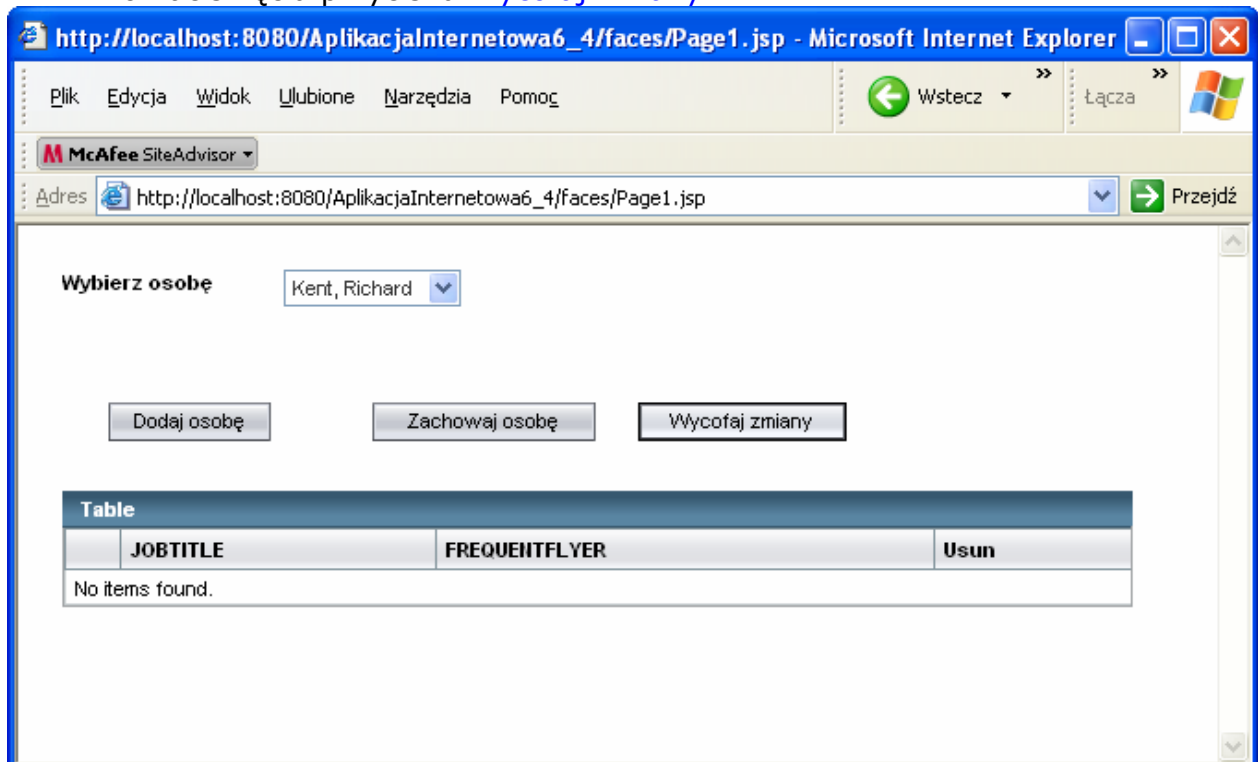 http://localhost:8080/AplikacjaInternetowa6_4/faces/Page1.jsp - Microsoft Internet Explorer
Plik Edycja Widok Ulubione Narzędzia Pomoc Wstecz » Łącza »
McAfee SiteAdvisor
Adres http://localhost:8080/AplikacjaInternetowa6_4/faces/Page1.jsp Przejdź
Wybierz osobę Kent, Richard
Dodaj osobę Zachowaj osobę Wycofaj zmiany
Table
JOBTITLE FREQUENTFLYER Usun
No items found.